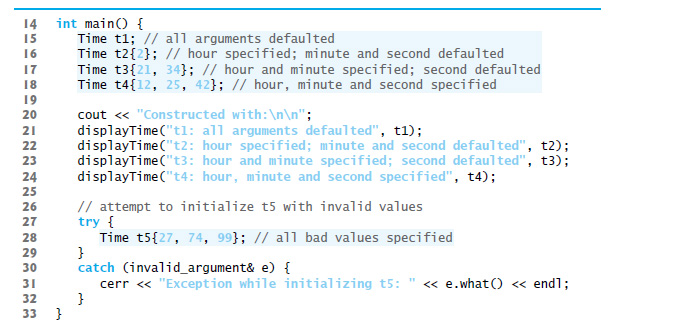 14 int main() {
15 Time t1; // all arguments defaulted
16 Time t2{2}; // hour specified; minute and second defaulted
17 Time t3{21, 34}; // hour and minute specified; second defaulted
18 Time t4{12, 25, 42}; // hour, minute and second specified
19
20 cout << "Constructed with:\n\n";
21 displayTime("t1: all arguments defaulted", t1);
22 displayTime("t2: hour specified; minute and second defaulted", t2);
23 displayTime("t3: hour and minute specified; second defaulted", t3);
24 displayTime("t4: hour, minute and second specified", t4);
25
26 // attempt to initialize t5 with invalid values
27 try {
28 Time t5{27, 74, 99}; // all bad values specified
29 }
30 catch (invalid_argument& e) {
31 cerr << "Exception while initializing t5: " << e.what() << endl;
32 }
33 }